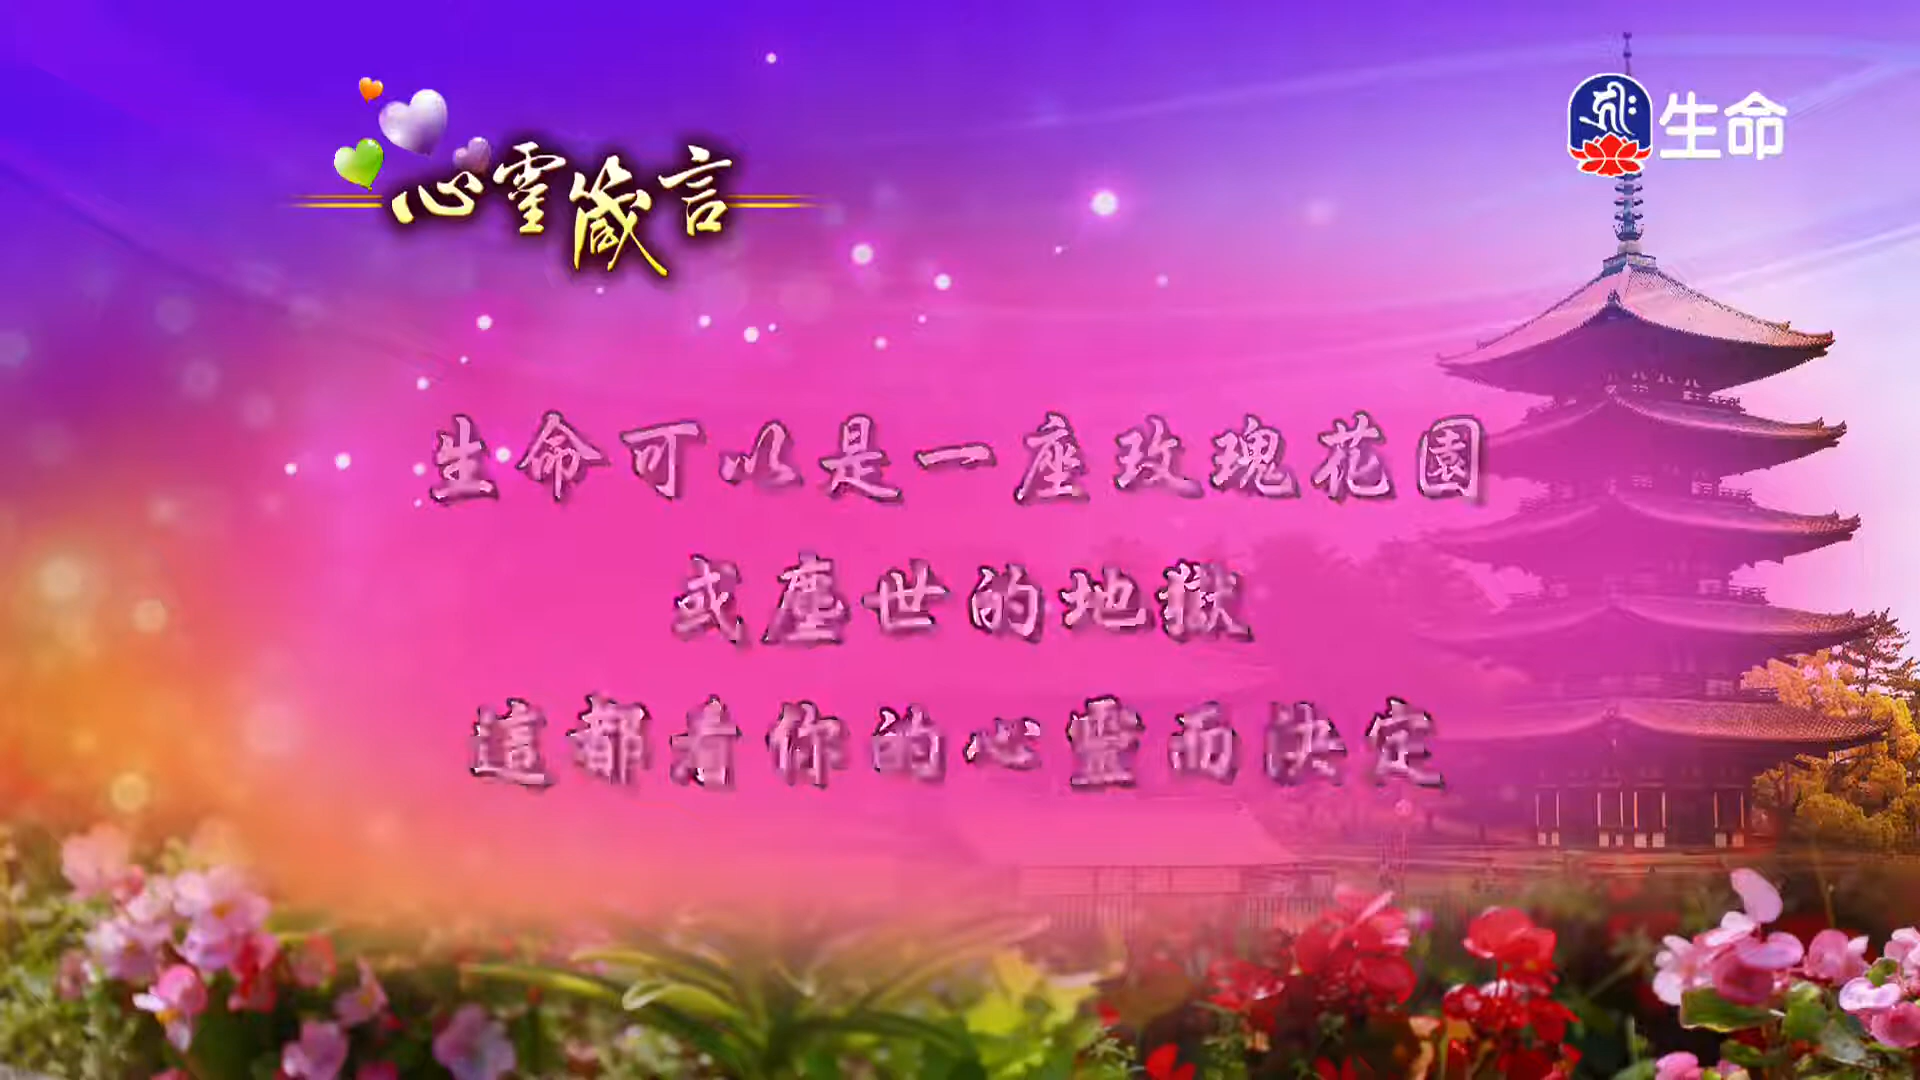 心靈箴言
生命
生命可以是一座玫瑰花園
或塵世的地獄
這都看你的心靈而決定